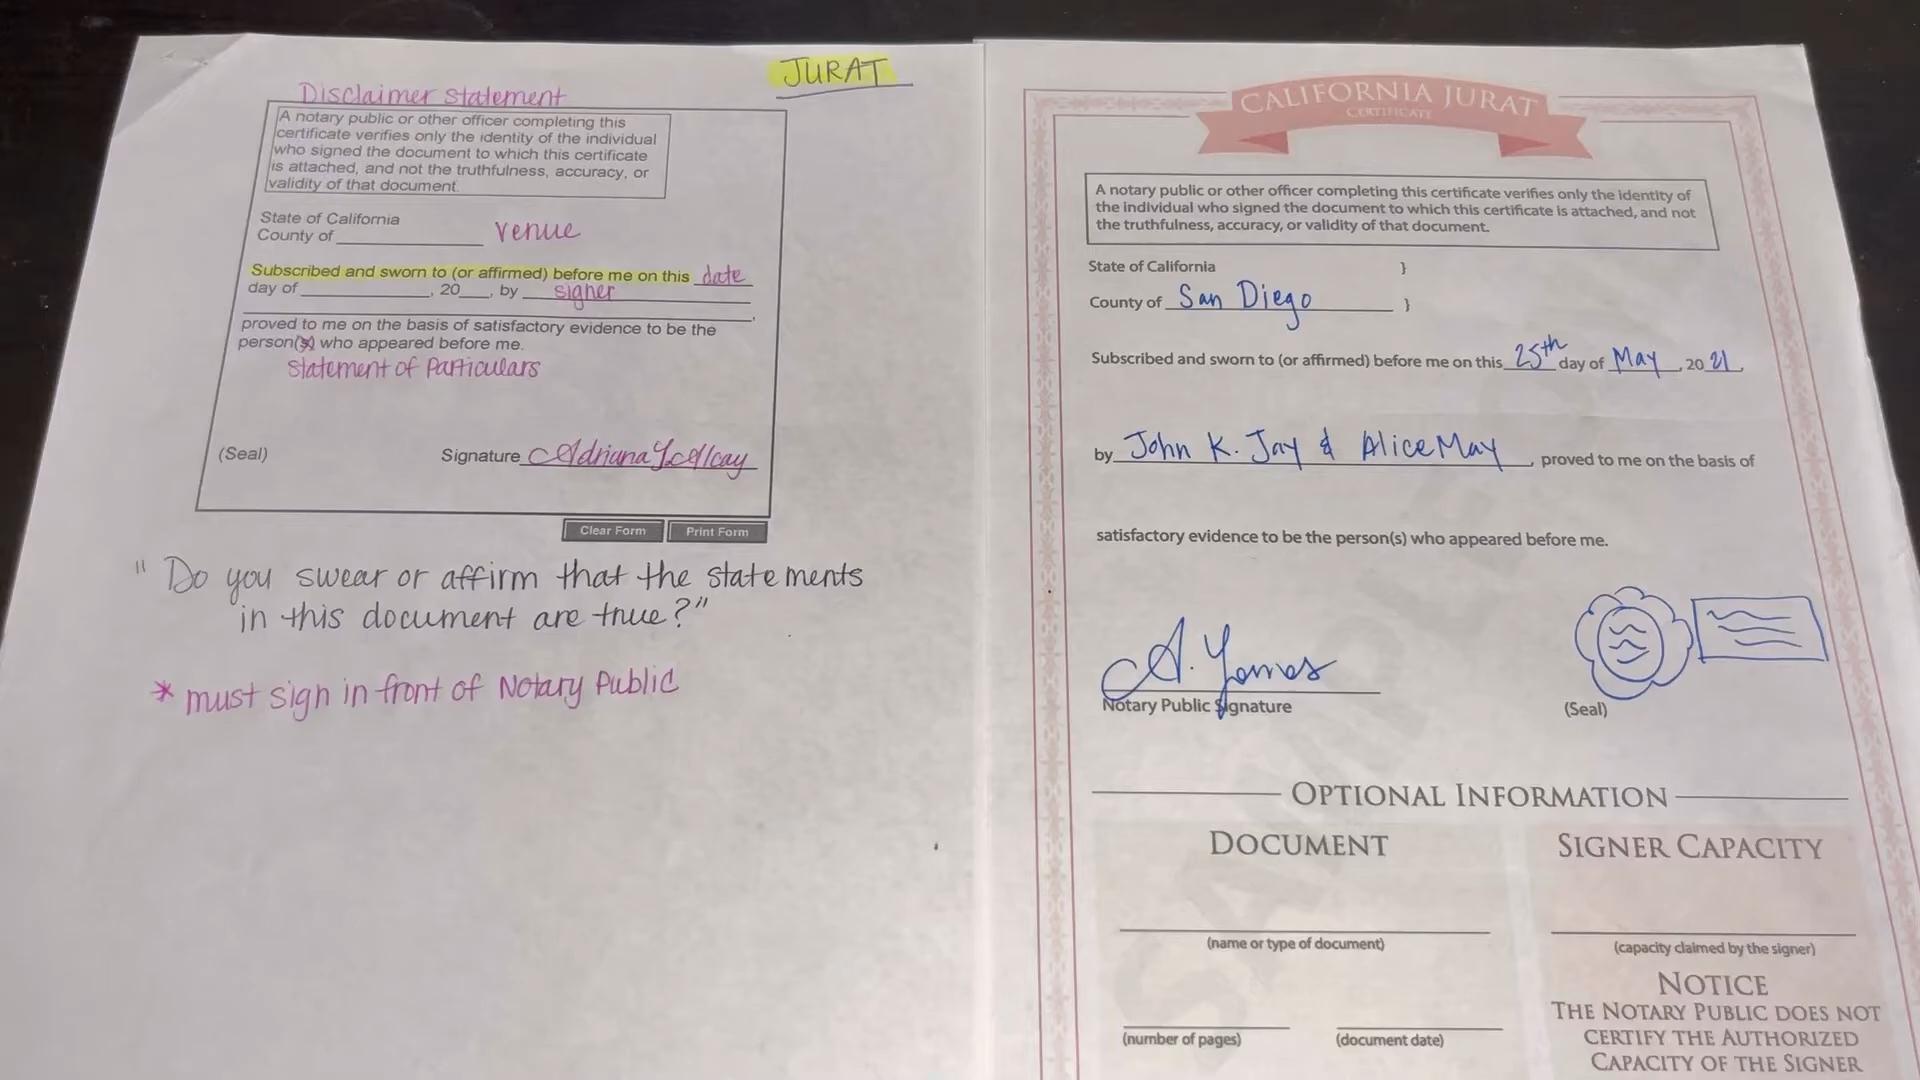 JURAT
Disclaimer Statement
A notary public or other officer completing this
certificate verifies only the identity of the individual
who signed the document to which this certificate
is attached, and not the truthfulness, accuracy, or
validity of that document.
State of California
County of
venue
Subscribed and sworn to (or affirmed) before me on this date
day of , 20 , by signer
proved to me on the basis of satisfactory evidence to be the
person(s) who appeared before me.
Statement of Particulars
(Seal)
Signature Adriana
Clear Form
Print Form
"Do you swear or affirm that the statements
in this document are true?"
* must sign in front of Notary Public
CALIFORNIA JURAT
CERTIFICATE
A notary public or other officer completing this certificate verifies only the identity of
the individual who signed the document to which this certificate is attached, and not
the truthfulness, accuracy, or validity of that document.
State of California }
County of San Diego }
Subscribed and sworn to (or affirmed) before me on this 25th day of May, 2021,
by John K. Jay & Alice May, proved to me on the basis of
satisfactory evidence to be the person(s) who appeared before me.
A.
Notary Public Signature
(Seal)
OPTIONAL INFORMATION
DOCUMENT
(name or type of document)
(number of pages)
(document date)
SIGNER CAPACITY
(capacity claimed by the signer)
NOTICE
THE NOTARY PUBLIC DOES NOT
CERTIFY THE AUTHORIZED
CAPACITY OF THE SIGNER
SAMPLE